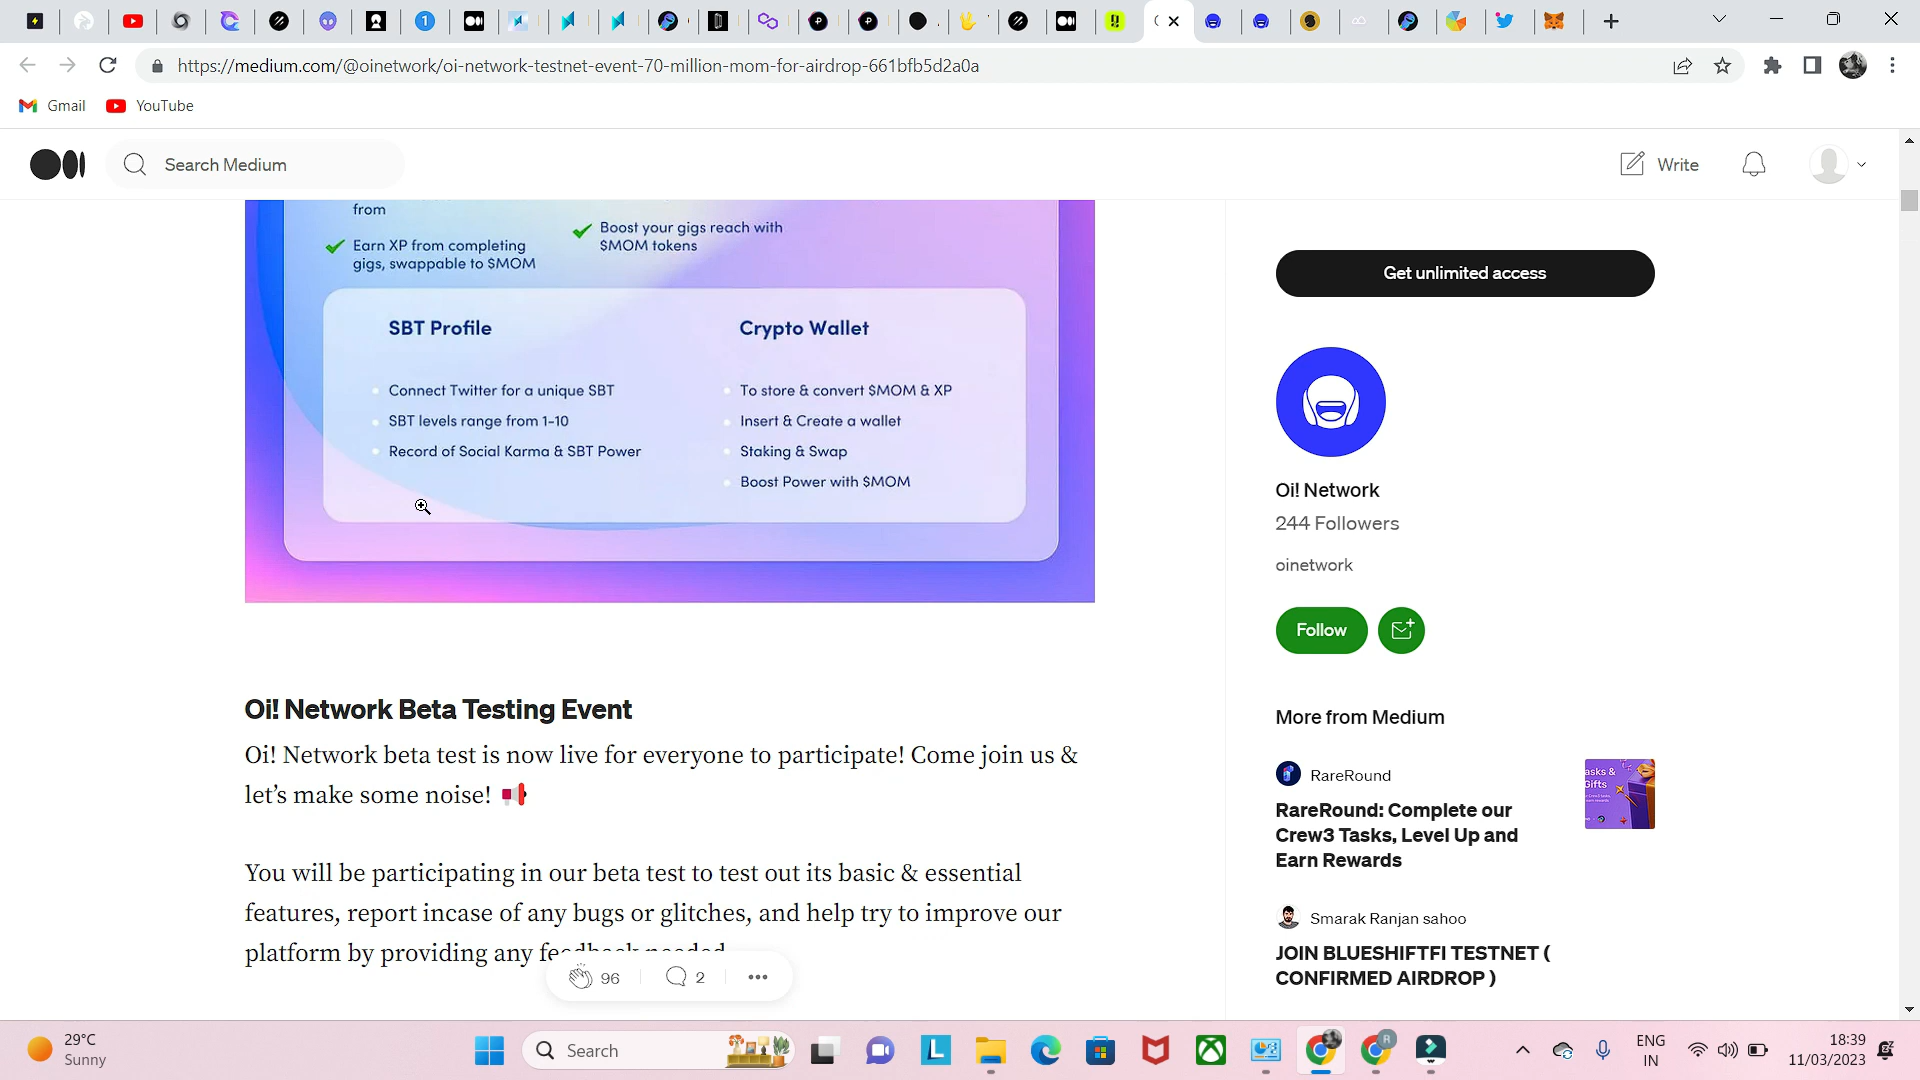 https://medium.com/@oinetwork/oi-network-testnet-event-70-million-mom-for-airdrop-661bfb5d2a0a
Gmail
YouTube
Search Medium
Write
from
Earn XP from completing
gigs, swappable to $MOM
Boost your gigs reach with
$MOM tokens
SBT Profile
Connect Twitter for a unique SBT
SBT levels range from 1-10
Record of Social Karma & SBT Power
Crypto Wallet
To store & convert $MOM & XP
Insert & Create a wallet
Staking & Swap
Boost Power with $MOM
Oi! Network Beta Testing Event
Oi! Network beta test is now live for everyone to participate! Come join us &
let's make some noise! 📢
You will be participating in our beta test to test out its basic & essential
features, report incase of any bugs or glitches, and help try to improve our
platform by providing any feedback needed
96
2
Get unlimited access
Oi! Network
244 Followers
oinetwork
Follow
More from Medium
RareRound
RareRound: Complete our
Crew3 Tasks, Level Up and
Earn Rewards
Smarak Ranjan sahoo
JOIN BLUESHIFTFI TESTNET (
CONFIRMED AIRDROP )
29°C
Sunny
Search
ENG
IN
18:39
11/03/2023